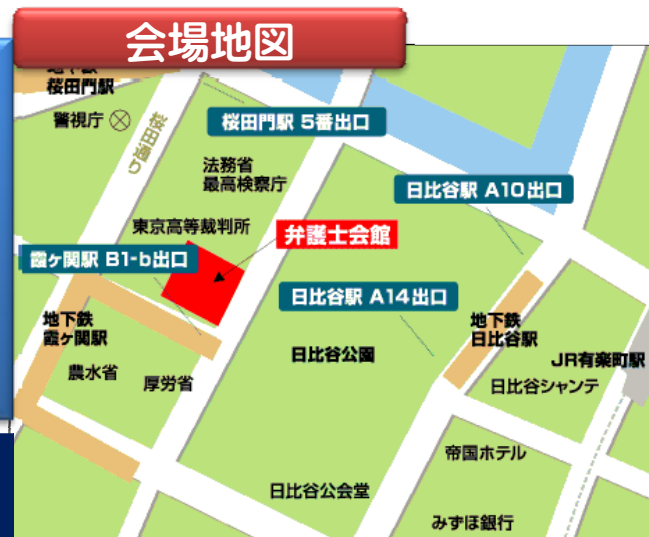 会場地図
地下鉄
桜田門駅
警視庁
桜田通り
桜田門駅 5番出口
法務省
最高検察庁
日比谷駅 A10出口
東京高等裁判所
弁護士会館
霞ヶ関駅 B1-b出口
日比谷駅 A14出口
地下鉄
霞ヶ関駅
地下鉄
日比谷駅
日比谷公園
JR有楽町駅
農水省
厚労省
日比谷シャンテ
帝国ホテル
日比谷公会堂
みずほ銀行